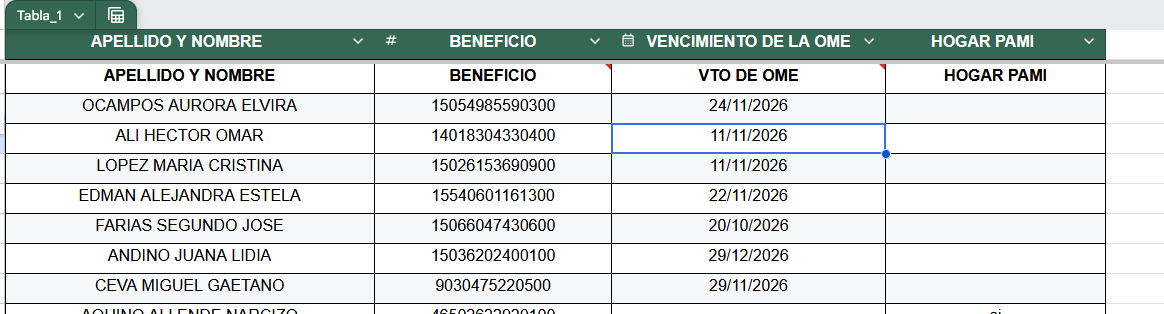 Tabla_1
APELLIDO Y NOMBRE # BENEFICIO VENCIMIENTO DE LA OME HOGAR PAMI
APELLIDO Y NOMBRE BENEFICIO VTO DE OME HOGAR PAMI
OCAMPOS AURORA ELVIRA 15054985590300 24/11/2026
ALI HECTOR OMAR 14018304330400 11/11/2026
LOPEZ MARIA CRISTINA 15026153690900 11/11/2026
EDMAN ALEJANDRA ESTELA 15540601161300 22/11/2026
FARIAS SEGUNDO JOSE 15066047430600 20/10/2026
ANDINO JUANA LIDIA 15036202400100 29/12/2026
CEVA MIGUEL GAETANO 9030475220500 29/11/2026
AQUINO ALLENDE NARCIZO